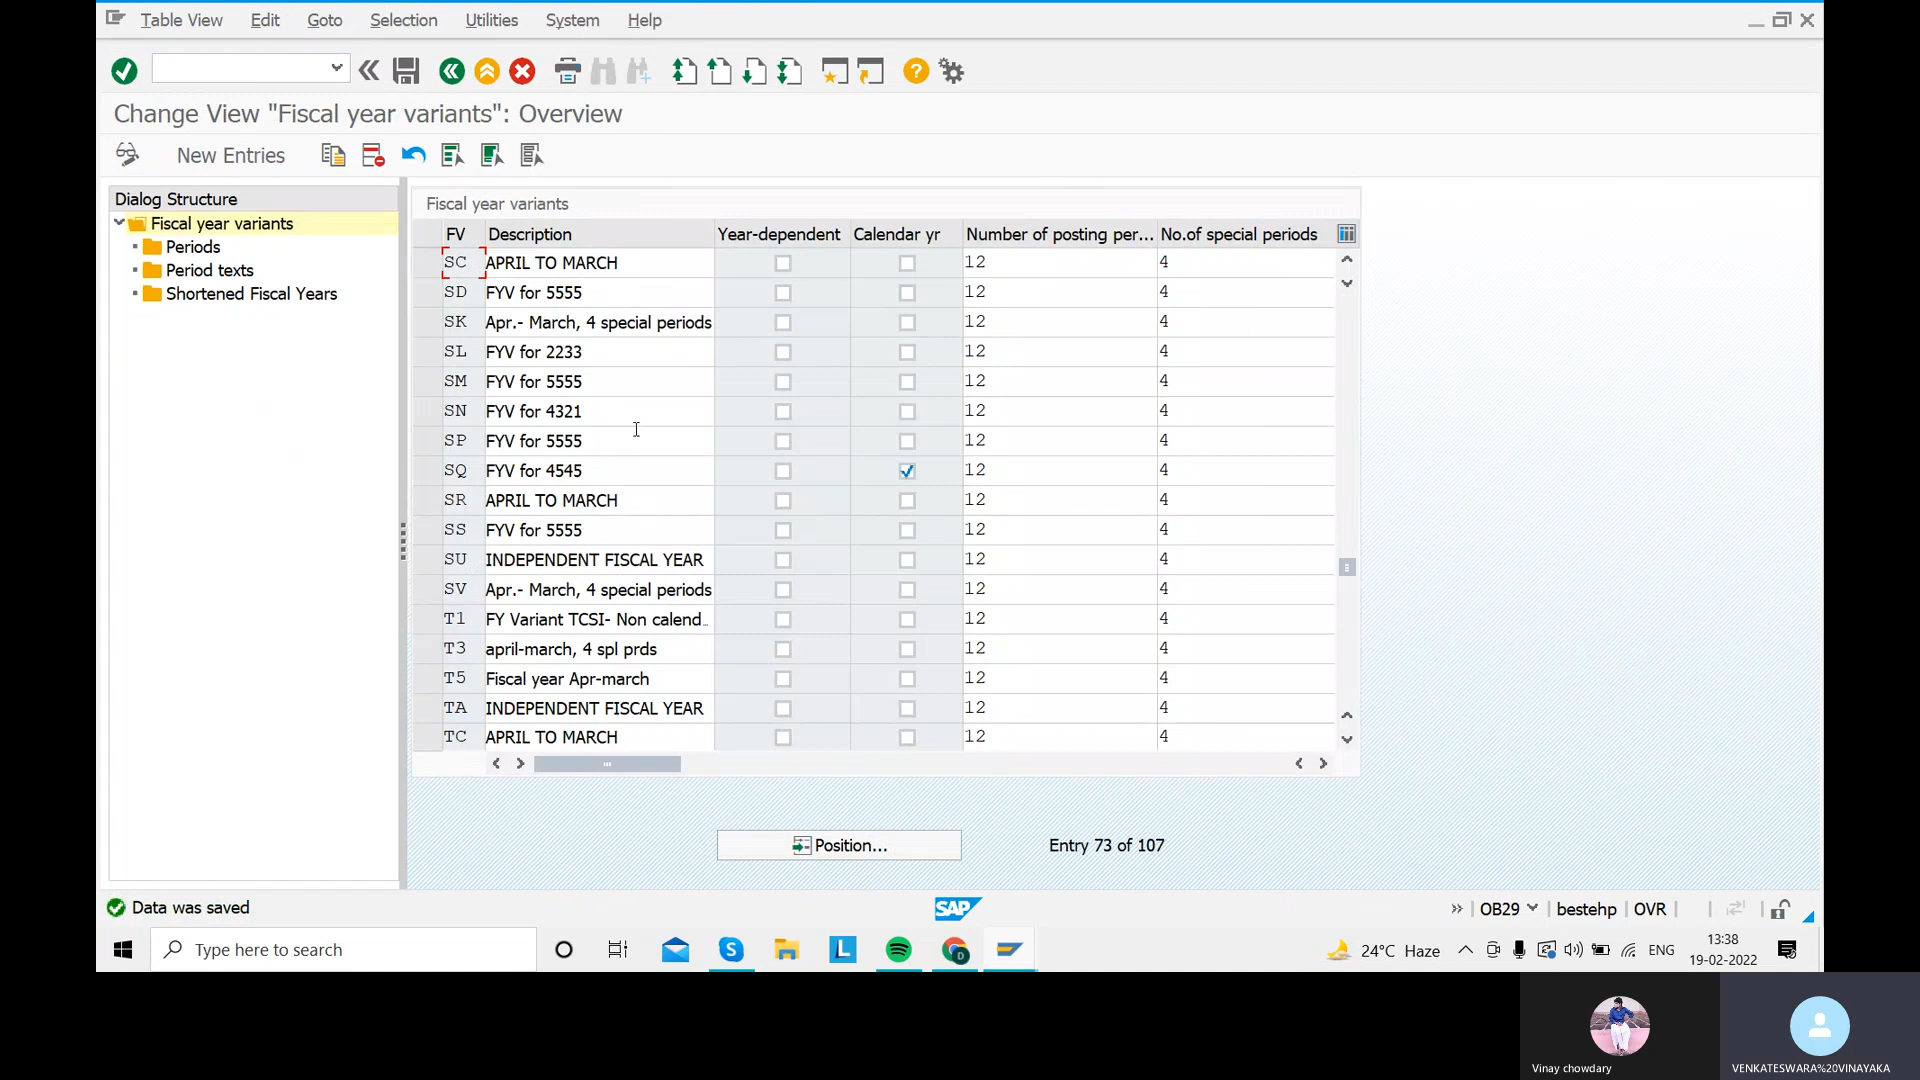 Table View Edit Goto Selection Utilities System Help
Change View "Fiscal year variants": Overview
New Entries
Dialog Structure
Fiscal year variants
Periods
Period texts
Shortened Fiscal Years
Fiscal year variants
FV Description Year-dependent Calendar yr Number of posting per... No.of special periods
SC APRIL TO MARCH 12 4
SD FYV for 5555 12 4
SK Apr.- March, 4 special periods 12 4
SL FYV for 2233 12 4
SM FYV for 5555 12 4
SN FYV for 4321 12 4
SP FYV for 5555 12 4
SQ FYV for 4545 12 4
SR APRIL TO MARCH 12 4
SS FYV for 5555 12 4
SU INDEPENDENT FISCAL YEAR 12 4
SV Apr.- March, 4 special periods 12 4
T1 FY Variant TCSI- Non calend... 12 4
T3 april-march, 4 spl prds 12 4
T5 Fiscal year Apr-march 12 4
TA INDEPENDENT FISCAL YEAR 12 4
TC APRIL TO MARCH 12 4
Position... Entry 73 of 107
Data was saved SAP OB29 bestehp OVR
Type here to search L 24°C Haze ENG 13:38
19-02-2022
Vinay chowdary VENKATESWARA%20VINAYAKA